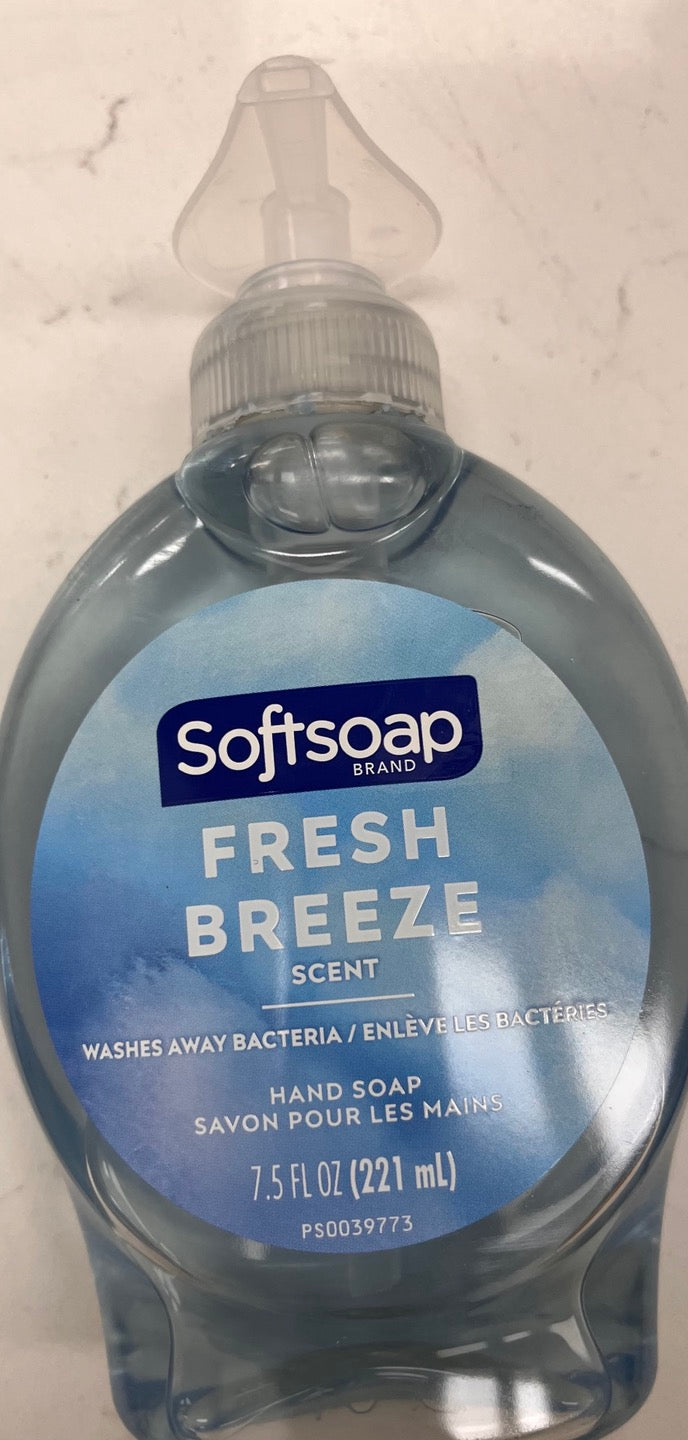 Softsoap
BRAND
FRESH
BREEZE
SCENT
WASHES AWAY BACTERIA / ENLÈVE LES BACTÉRIES
HAND SOAP
SAVON POUR LES MAINS
7.5 FL OZ (221 mL)
PS0039773